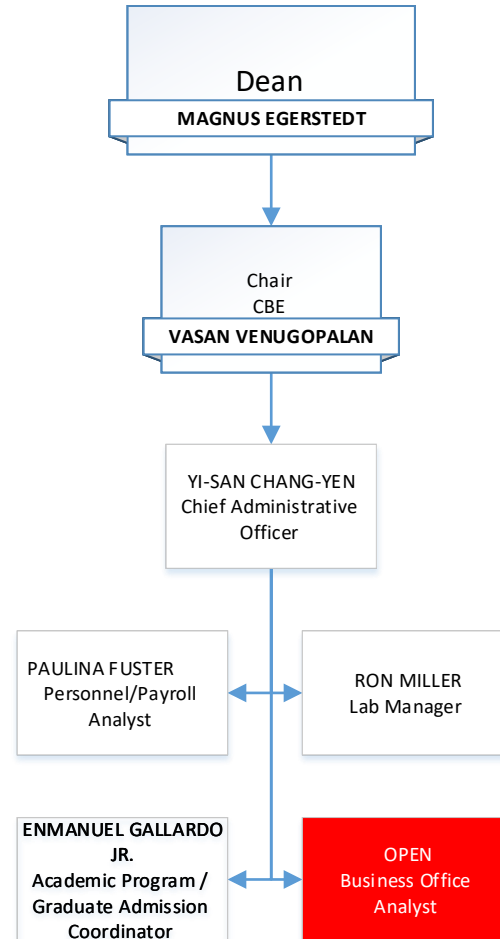 Dean
MAGNUS EGERSTEDT
Chair
CBE
VASAN VENUGOPALAN
YI-SAN CHANG-YEN
Chief Administrative
Officer
PAULINA FUSTER
Personnel/Payroll
Analyst
RON MILLER
Lab Manager
ENMANUEL GALLARDO
JR.
Academic Program /
Graduate Admission
Coordinator
OPEN
Business Office
Analyst